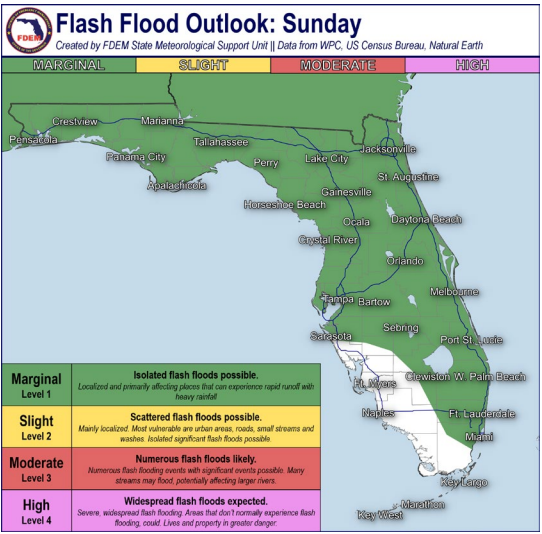 Flash Flood Outlook: Sunday
Created by FDEM State Meteorological Support Unit || Data from WPC, US Census Bureau, Natural Earth
FDEM
MARGINAL
SLIGHT
MODERATE
HIGH
Crestview
Marianna
Pensacola
Tallahassee
Jacksonville
Panama City
Perry
Lake City
Apalachicola
St. Augustine
Gainesville
Horseshoe Beach
Ocala
Daytona Beach
Crystal River
Orlando
Tampa
Bartow
Melbourne
Sebring
Sarasota
Port St. Lucie
Ft. Myers
Clewiston
W. Palm Beach
Naples
Ft. Lauderdale
Miami
Key Largo
Marathon
Key West
Marginal
Level 1
Isolated flash floods possible.
Localized and primarily affecting places that can experience rapid runoff with
heavy rainfall
Slight
Level 2
Scattered flash floods possible.
Mainly localized. Most vulnerable are urban areas, roads, small streams and
washes. Isolated significant flash floods possible.
Moderate
Level 3
Numerous flash floods likely.
Numerous flash flooding events with significant events possible. Many
streams may flood, potentially affecting larger rivers.
High
Level 4
Widespread flash floods expected.
Severe, widespread flash flooding. Areas that don't normally experience flash
flooding, could. Lives and property in greater danger.